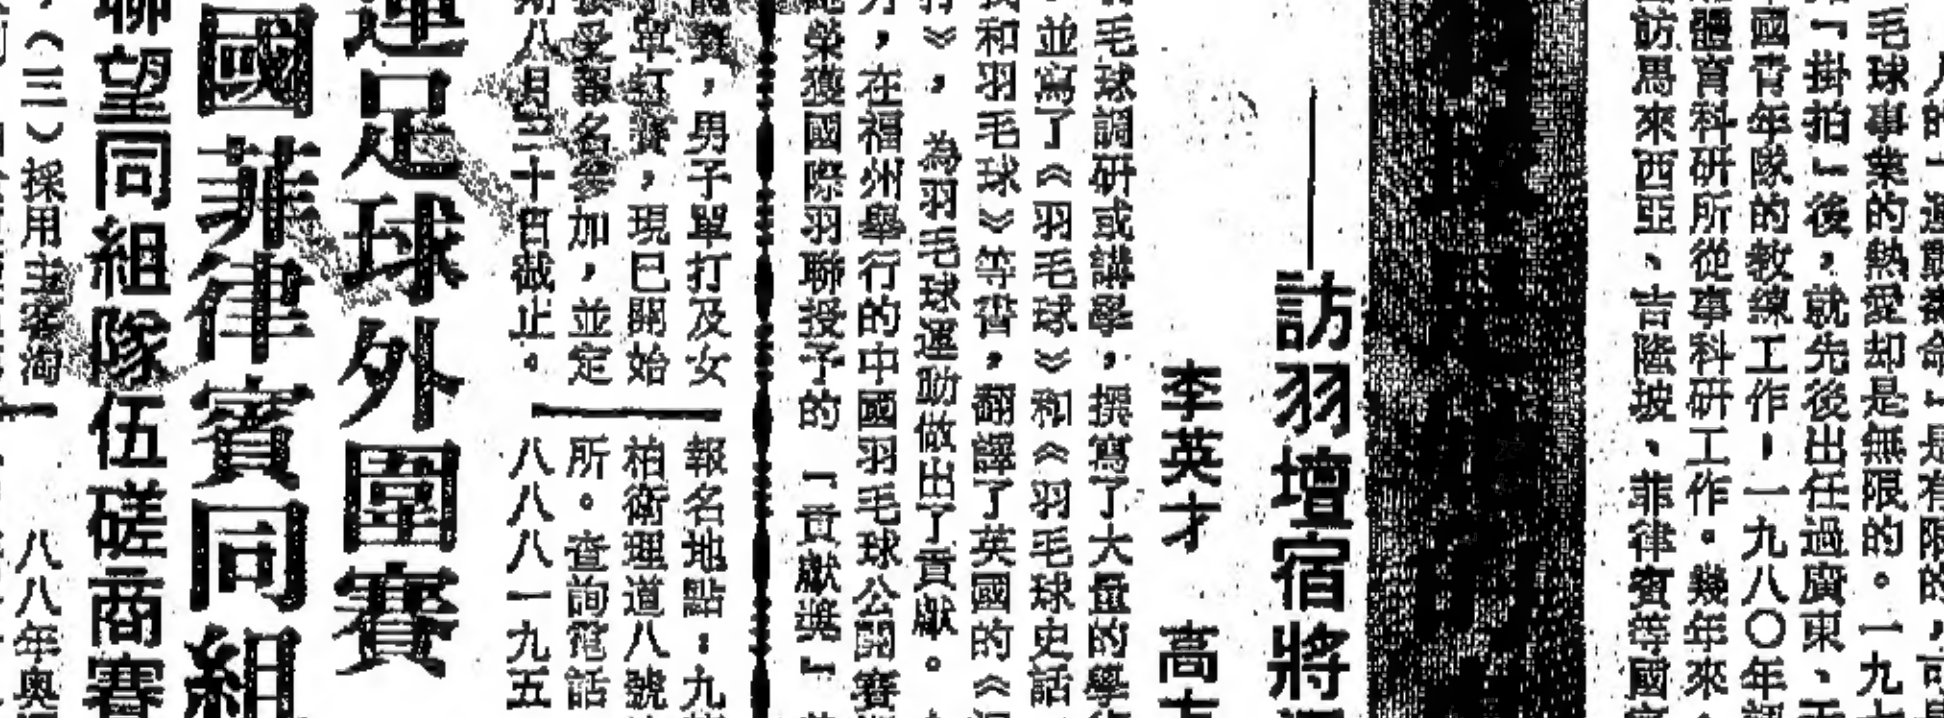 人的
是有限的，可
毛球事業的熱愛却是無限的。一九
「掛拍」後，就先後出任過廣東、
國青年隊的教練工作，一九八〇年
體育科研所從事科研工作。幾年來
訪馬來西亞、吉隆坡、菲律賓等國
——訪羽壇宿將
李英才　高
毛球調研或講學，撰寫了大量的學
並寫了《羽毛球》和《羽毛球史話
和羽毛球》等書，翻譯了英國的《
》，為羽毛球運動做出了貢獻。
，在福州舉行的中國羽毛球公開賽
榮獲國際羽聯授予的「貢獻獎」
，男子單打及女
單打賽，現已開始
接受報名參加，並定
八月三十日截止。
報名地點：九
柏衛理道八號
所。查詢電話
八八八一九五
運足球外圍賽
國菲律賓同組
聯望同組隊伍磋商賽
（三）採用主客淘
八八年奧